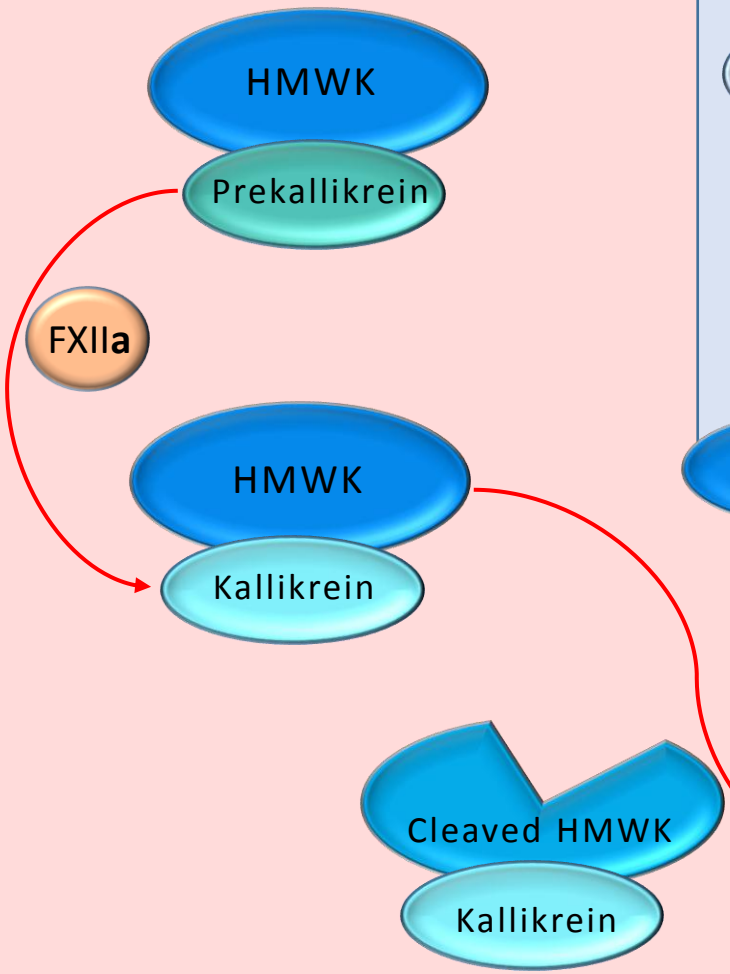 HMWK
Prekallikrein
FXIIa
HMWK
Kallikrein
Cleaved HMWK
Kallikrein